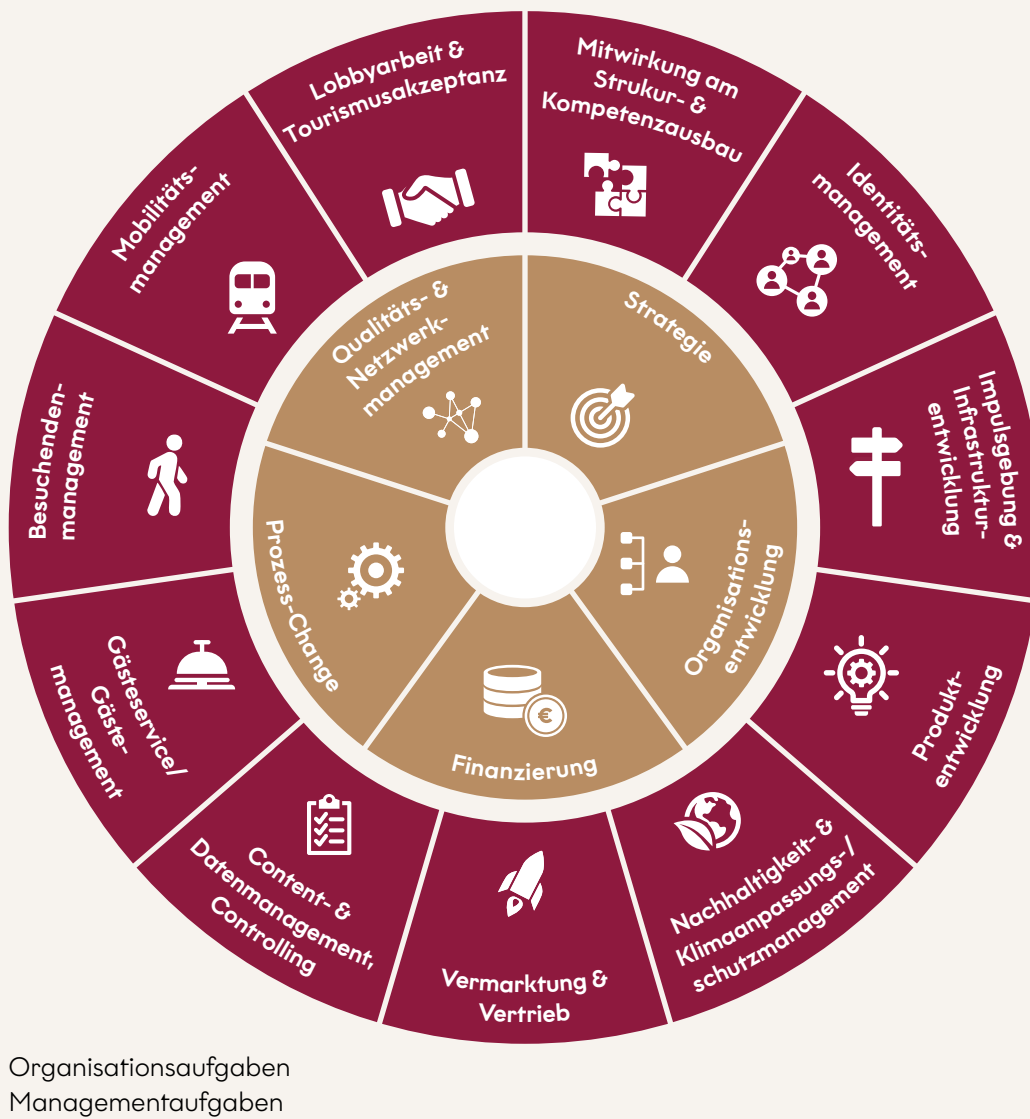 Mitwirkung am
Strukur- &
Kompetenzausbau
Identitäts-
management
Impulsgebung &
Infrastruktur-
entwicklung
Produkt-
entwicklung
Nachhaltigkeit- &
Klimaanpassungs-/
schutzmanagement
Vermarktung &
Vertrieb
Content- &
Datenmanagement,
Controlling
Gästeservice/
Gäste-
management
Besuchenden-
management
Mobilitäts-
management
Lobbyarbeit &
Tourismusakzeptanz
Strategie
Organisations-
entwicklung
Finanzierung
€
Prozess-Change
Qualitäts- &
Netzwerk-
management
Organisationsaufgaben
Managementaufgaben